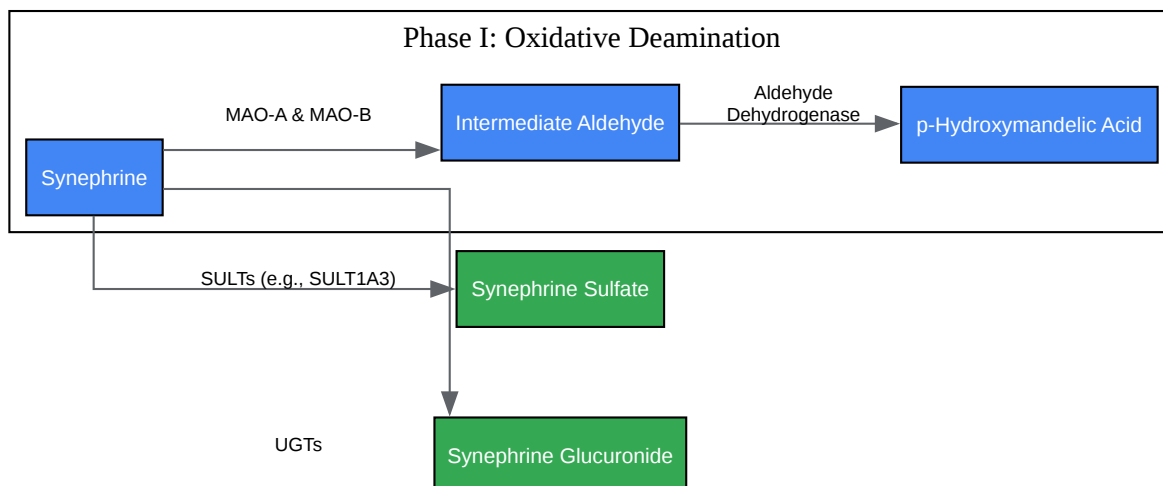 Phase I: Oxidative Deamination
MAO-A & MAO-B
Intermediate Aldehyde
Aldehyde
Dehydrogenase
p-Hydroxymandelic Acid
Synephrine
SULTs (e.g., SULT1A3)
Synephrine Sulfate
UGTs
Synephrine Glucuronide